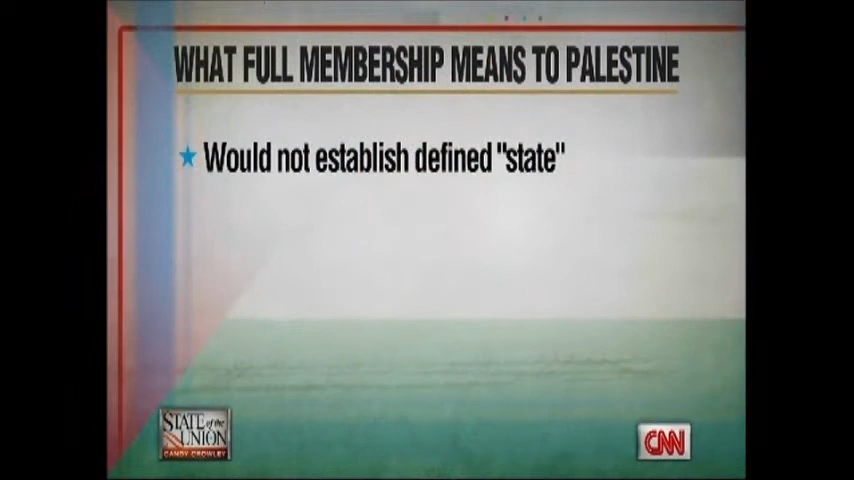 WHAT FULL MEMBERSHIP MEANS TO PALESTINE
Would not establish defined "state"
STATE of the
UNION
CANDY CROWLEY
CNN